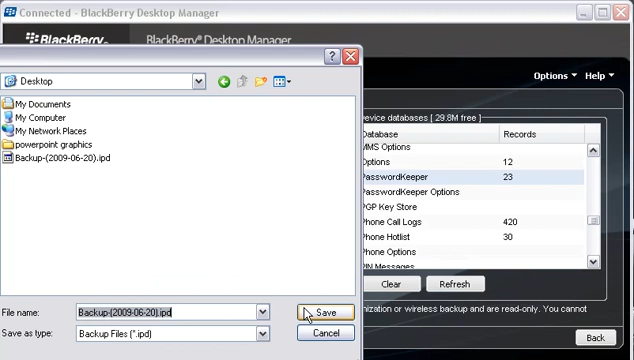 Connected - BlackBerry Desktop Manager
BlackBerry
BlackBerry® Desktop Manager
Options
Help
Desktop
My Documents
My Computer
My Network Places
powerpoint graphics
Backup-(2009-06-20).ipd
evice databases [ 29.8M free ]
Database
Records
MMS Options
Options
12
PasswordKeeper
23
PasswordKeeper Options
PGP Key Store
Phone Call Logs
420
Phone Hotlist
30
Phone Options
PIN Messages
Clear
Refresh
File name:
Backup-(2009-06-20).ipd
Save
nization or wireless backup and are read-only. You cannot
Save as type:
Backup Files (*.ipd)
Cancel
Back